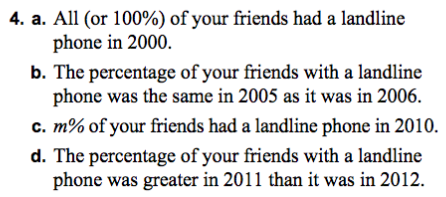 4. a. All (or 100%) of your friends had a landline
phone in 2000.
b. The percentage of your friends with a landline
phone was the same in 2005 as it was in 2006.
c. m% of your friends had a landline phone in 2010.
d. The percentage of your friends with a landline
phone was greater in 2011 than it was in 2012.